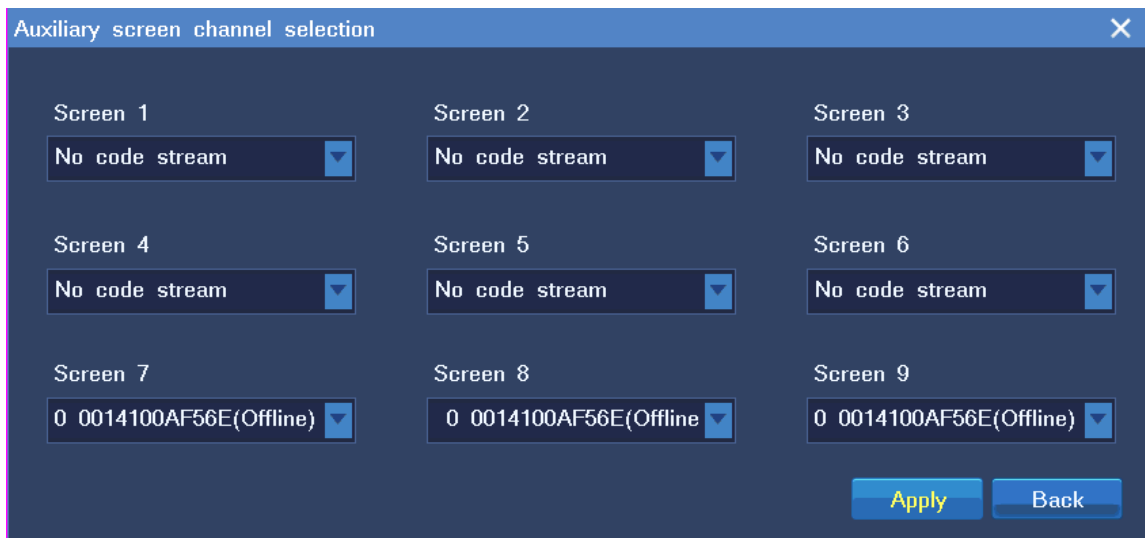 Auxiliary screen channel selection
Screen 1 Screen 2 Screen 3
No code stream No code stream No code stream
Screen 4 Screen 5 Screen 6
No code stream No code stream No code stream
Screen 7 Screen 8 Screen 9
0 0014100AF56E(Offline) 0 0014100AF56E(Offline 0 0014100AF56E(Offline)
Apply Back